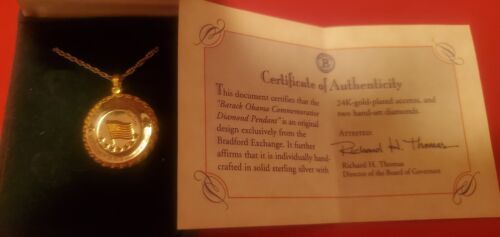 B
Certificate of Authenticity
This document certifies that the
"Barack Obama Commemorative
Diamond Pendant" is an original
design exclusively from the
Bradford Exchange. It further
affirms that it is individually hand-
crafted in solid sterling silver with
24K-gold-plated accents, and
two hand-set diamonds.
Attested:
Richard H. Thomas
Richard H. Thomas
Director of the Board of Governors